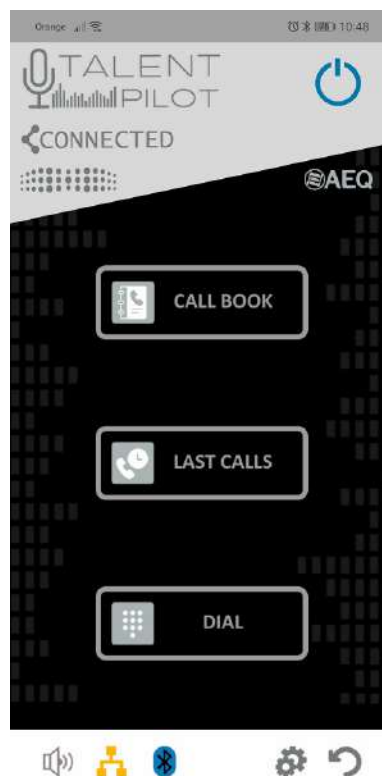 Orange 10:48
TALENT
PILOT
CONNECTED
AEQ
CALL BOOK
LAST CALLS
DIAL